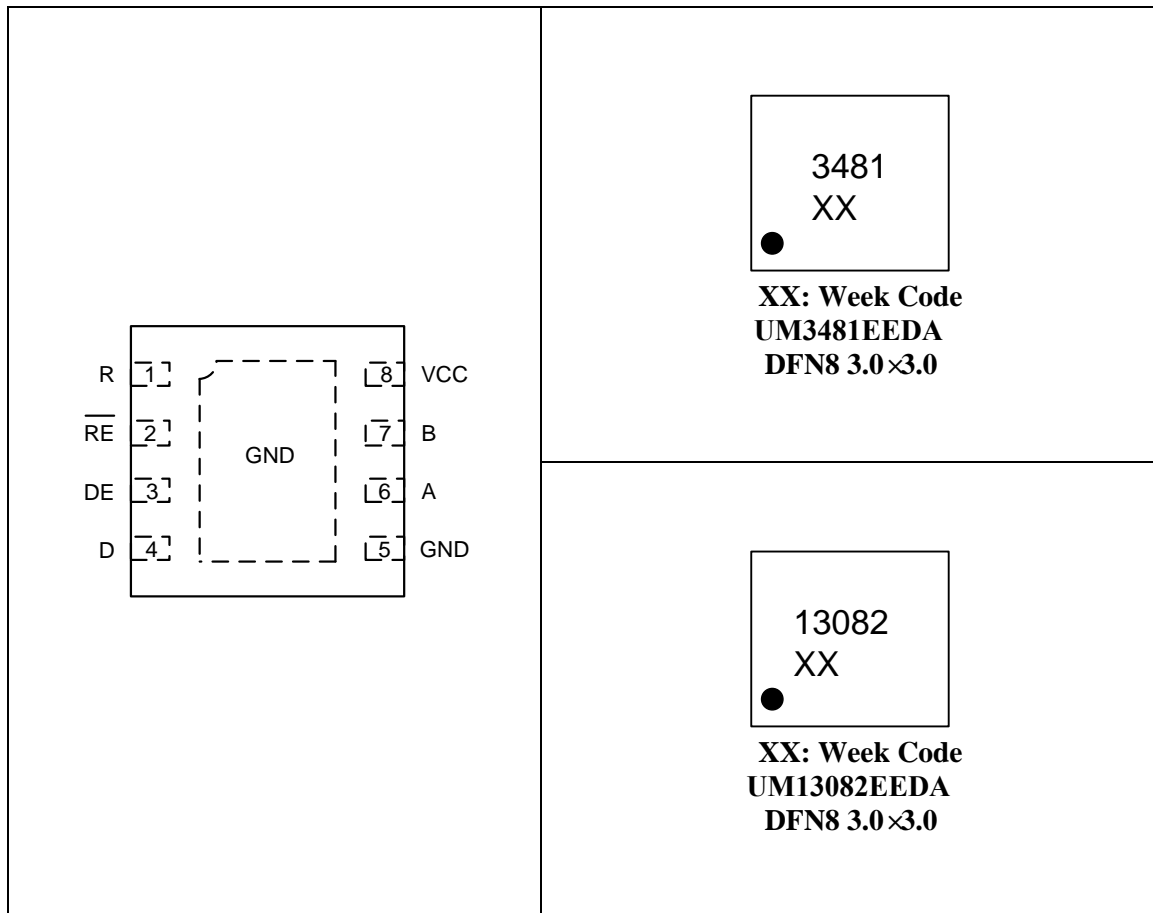 R 1 8 VCC
R̅E̅ 2 7 B
GND
DE 3 6 A
D 4 5 GND
3481
XX
XX: Week Code
UM3481EEDA
DFN8 3.0×3.0
13082
XX
XX: Week Code
UM13082EEDA
DFN8 3.0×3.0